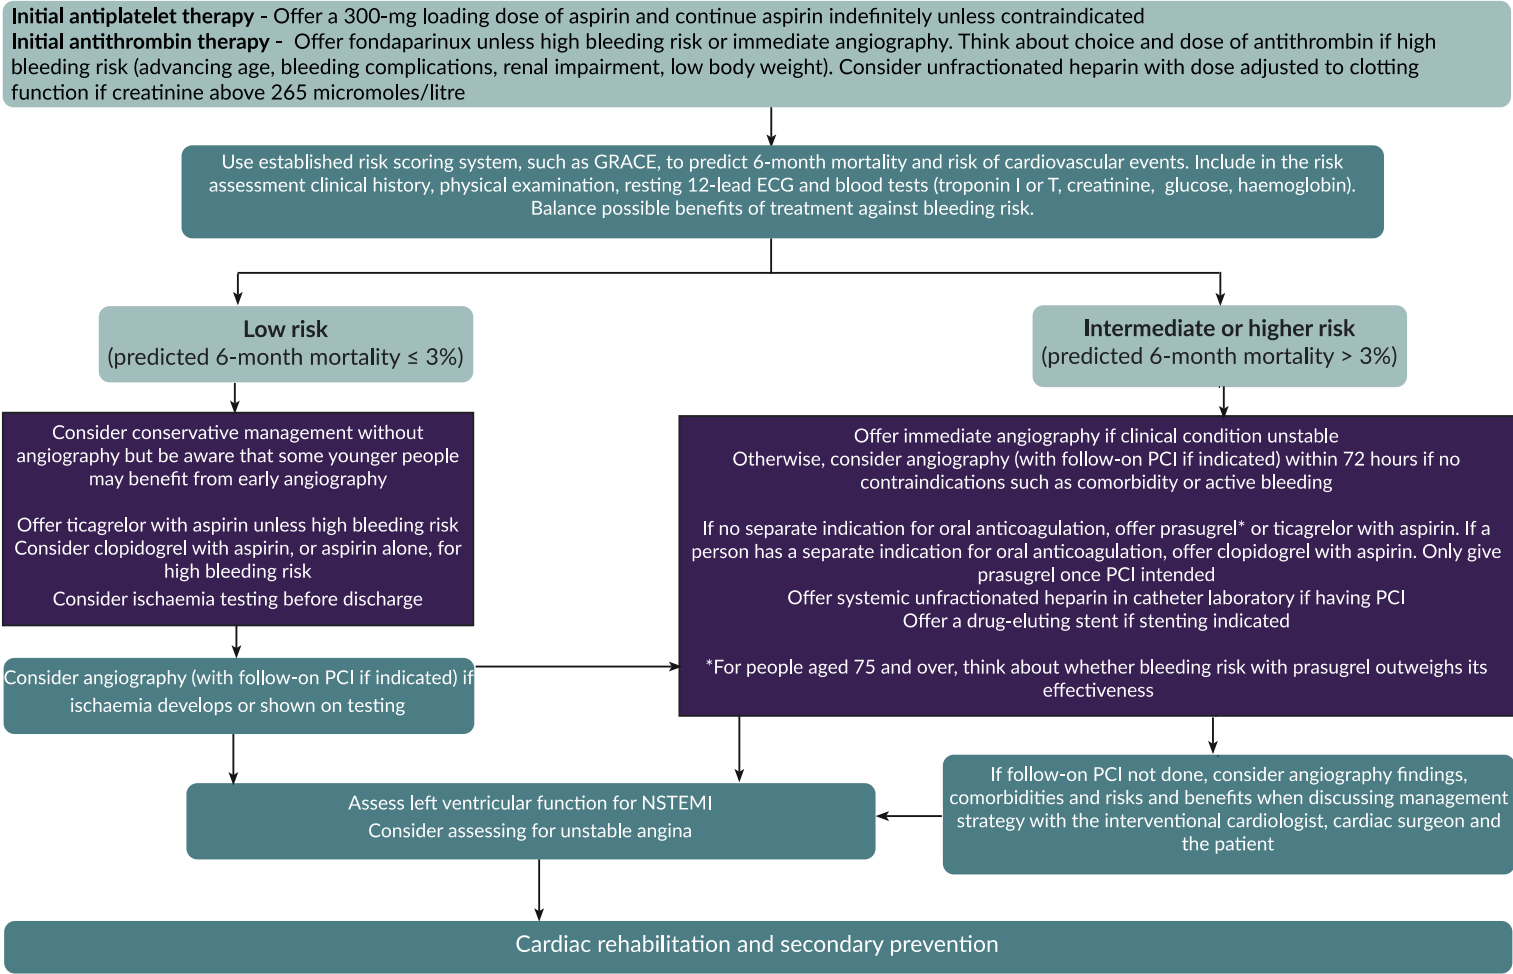 Initial antiplatelet therapy - Offer a 300-mg loading dose of aspirin and continue aspirin indefinitely unless contraindicated
Initial antithrombin therapy -  Offer fondaparinux unless high bleeding risk or immediate angiography. Think about choice and dose of antithrombin if high
bleeding risk (advancing age, bleeding complications, renal impairment, low body weight). Consider unfractionated heparin with dose adjusted to clotting
function if creatinine above 265 micromoles/litre
Use established risk scoring system, such as GRACE, to predict 6-month mortality and risk of cardiovascular events. Include in the risk
assessment clinical history, physical examination, resting 12-lead ECG and blood tests (troponin I or T, creatinine,  glucose, haemoglobin).
Balance possible benefits of treatment against bleeding risk.
Low risk
(predicted 6-month mortality ≤ 3%)
Intermediate or higher risk
(predicted 6-month mortality > 3%)
Consider conservative management without
angiography but be aware that some younger people
may benefit from early angiography
Offer ticagrelor with aspirin unless high bleeding risk
Consider clopidogrel with aspirin, or aspirin alone, for
high bleeding risk
Consider ischaemia testing before discharge
Offer immediate angiography if clinical condition unstable
Otherwise, consider angiography (with follow-on PCI if indicated) within 72 hours if no
contraindications such as comorbidity or active bleeding
If no separate indication for oral anticoagulation, offer prasugrel* or ticagrelor with aspirin. If a
person has a separate indication for oral anticoagulation, offer clopidogrel with aspirin. Only give
prasugrel once PCI intended
Offer systemic unfractionated heparin in catheter laboratory if having PCI
Offer a drug-eluting stent if stenting indicated
*For people aged 75 and over, think about whether bleeding risk with prasugrel outweighs its
effectiveness
Consider angiography (with follow-on PCI if indicated) if
ischaemia develops or shown on testing
Assess left ventricular function for NSTEMI
Consider assessing for unstable angina
If follow-on PCI not done, consider angiography findings,
comorbidities and risks and benefits when discussing management
strategy with the interventional cardiologist, cardiac surgeon and
the patient
Cardiac rehabilitation and secondary prevention